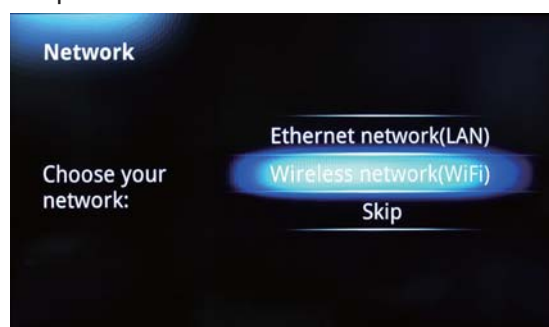 Network
Ethernet network(LAN)
Choose your
network:
Wireless network(WiFi)
Skip